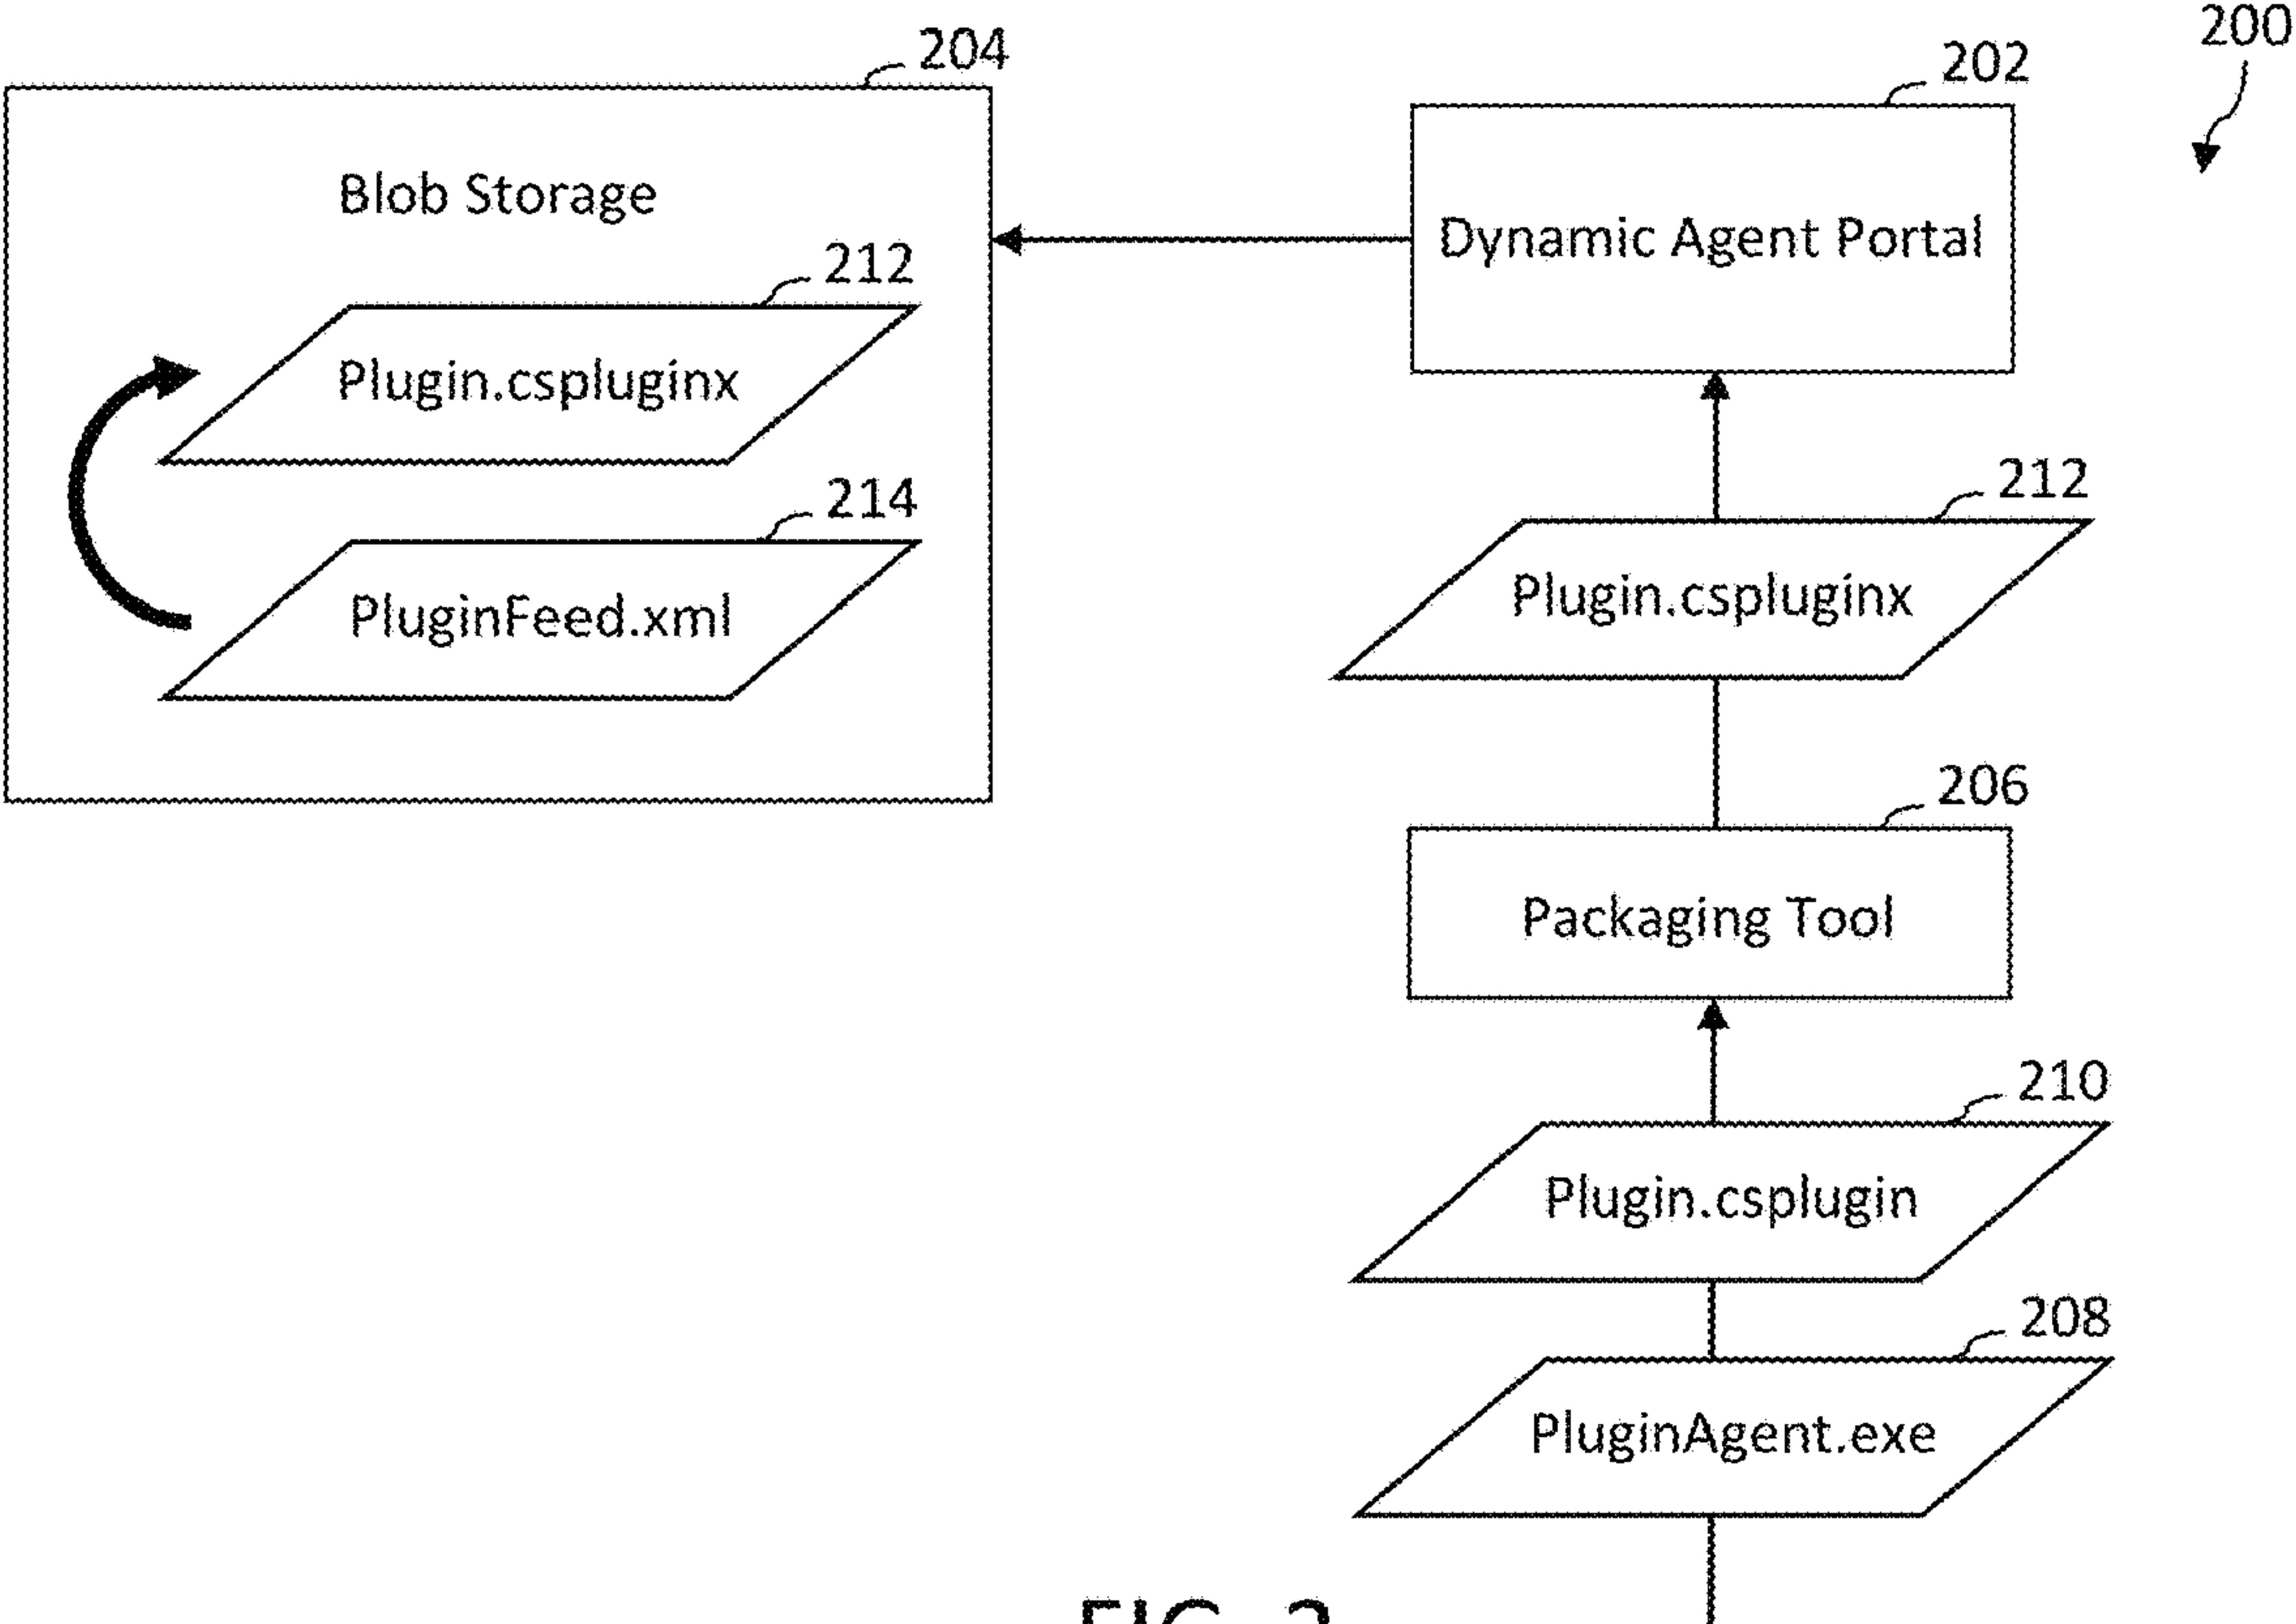 200
204
202
Blob Storage
Dynamic Agent Portal
212
Plugin.cspluginx
214
PluginFeed.xml
212
Plugin.cspluginx
206
Packaging Tool
210
Plugin.csplugin
208
PluginAgent.exe